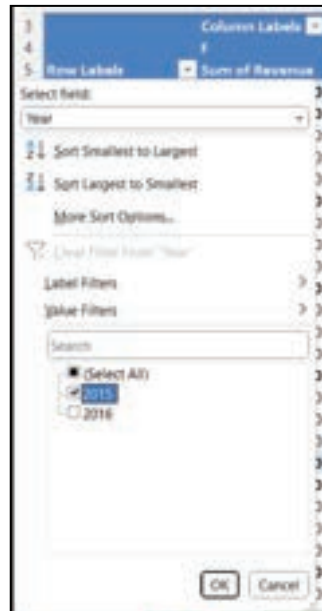 3 Column Labels
4 F
5 Row Labels Sum of Revenue
Select field:
Year
Sort Smallest to Largest
Sort Largest to Smallest
More Sort Options...
Clear Filter From "Year"
Label Filters
Value Filters
Search
(Select All)
2015
2016
OK Cancel